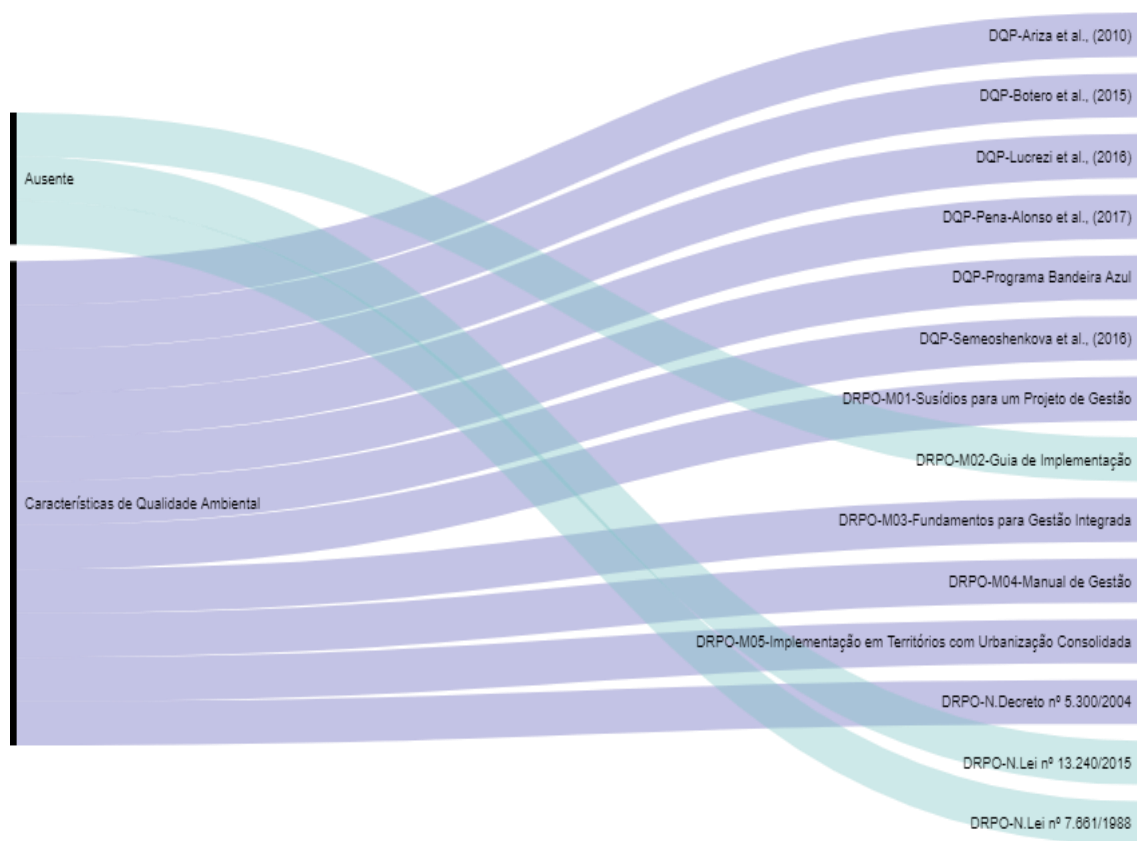 Ausente
Características de Qualidade Ambiental
DQP-Ariza et al., (2010)
DQP-Botero et al., (2015)
DQP-Lucrezi et al., (2016)
DQP-Pena-Alonso et al., (2017)
DQP-Programa Bandeira Azul
DQP-Semeoshenkova et al., (2016)
DRPO-M01-Susídios para um Projeto de Gestão
DRPO-M02-Guia de Implementação
DRPO-M03-Fundamentos para Gestão Integrada
DRPO-M04-Manual de Gestão
DRPO-M05-Implementação em Territórios com Urbanização Consolidada
DRPO-N.Decreto nº 5.300/2004
DRPO-N.Lei nº 13.240/2015
DRPO-N.Lei nº 7.661/1988